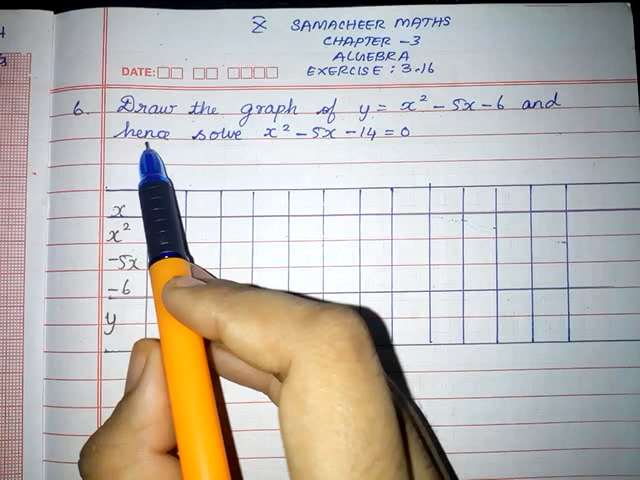 X SAMACHEER MATHS
CHAPTER -3
ALGEBRA
DATE: EXERCISE : 3.16
6. Draw the graph of y = x² - 5x - 6 and
hence solve x² - 5x - 14 = 0
x
x²
-5x
-6
y